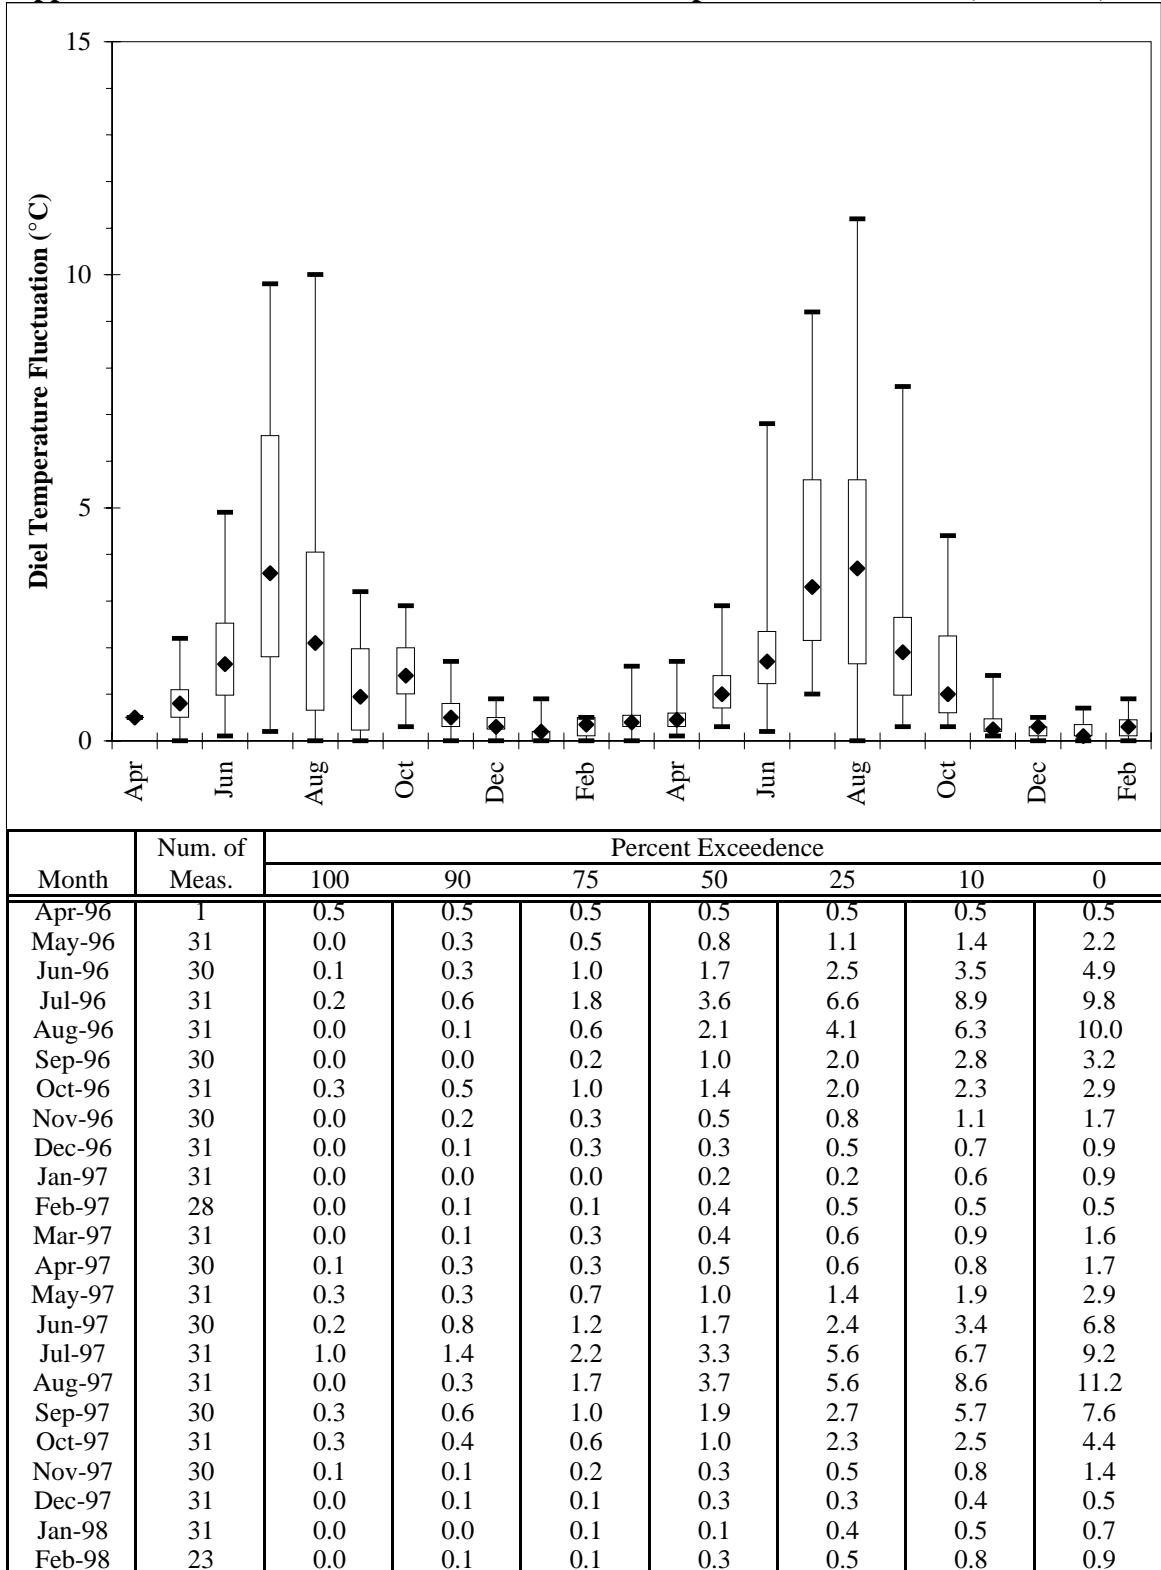 15
10
5
0
Diel Temperature Fluctuation (°C)
Apr Jun Aug Oct Dec Feb Apr Jun Aug Oct Dec Feb
Num. of Percent Exceedence
Month Meas. 100 90 75 50 25 10 0
Apr-96 1 0.5 0.5 0.5 0.5 0.5 0.5 0.5
May-96 31 0.0 0.3 0.5 0.8 1.1 1.4 2.2
Jun-96 30 0.1 0.3 1.0 1.7 2.5 3.5 4.9
Jul-96 31 0.2 0.6 1.8 3.6 6.6 8.9 9.8
Aug-96 31 0.0 0.1 0.6 2.1 4.1 6.3 10.0
Sep-96 30 0.0 0.0 0.2 1.0 2.0 2.8 3.2
Oct-96 31 0.3 0.5 1.0 1.4 2.0 2.3 2.9
Nov-96 30 0.0 0.2 0.3 0.5 0.8 1.1 1.7
Dec-96 31 0.0 0.1 0.3 0.3 0.5 0.7 0.9
Jan-97 31 0.0 0.0 0.0 0.2 0.2 0.6 0.9
Feb-97 28 0.0 0.1 0.1 0.4 0.5 0.5 0.5
Mar-97 31 0.0 0.1 0.3 0.4 0.6 0.9 1.6
Apr-97 30 0.1 0.3 0.3 0.5 0.6 0.8 1.7
May-97 31 0.3 0.3 0.7 1.0 1.4 1.9 2.9
Jun-97 30 0.2 0.8 1.2 1.7 2.4 3.4 6.8
Jul-97 31 1.0 1.4 2.2 3.3 5.6 6.7 9.2
Aug-97 31 0.0 0.3 1.7 3.7 5.6 8.6 11.2
Sep-97 30 0.3 0.6 1.0 1.9 2.7 5.7 7.6
Oct-97 31 0.3 0.4 0.6 1.0 2.3 2.5 4.4
Nov-97 30 0.1 0.1 0.2 0.3 0.5 0.8 1.4
Dec-97 31 0.0 0.1 0.1 0.3 0.3 0.4 0.5
Jan-98 31 0.0 0.0 0.1 0.1 0.4 0.5 0.7
Feb-98 23 0.0 0.1 0.1 0.3 0.5 0.8 0.9